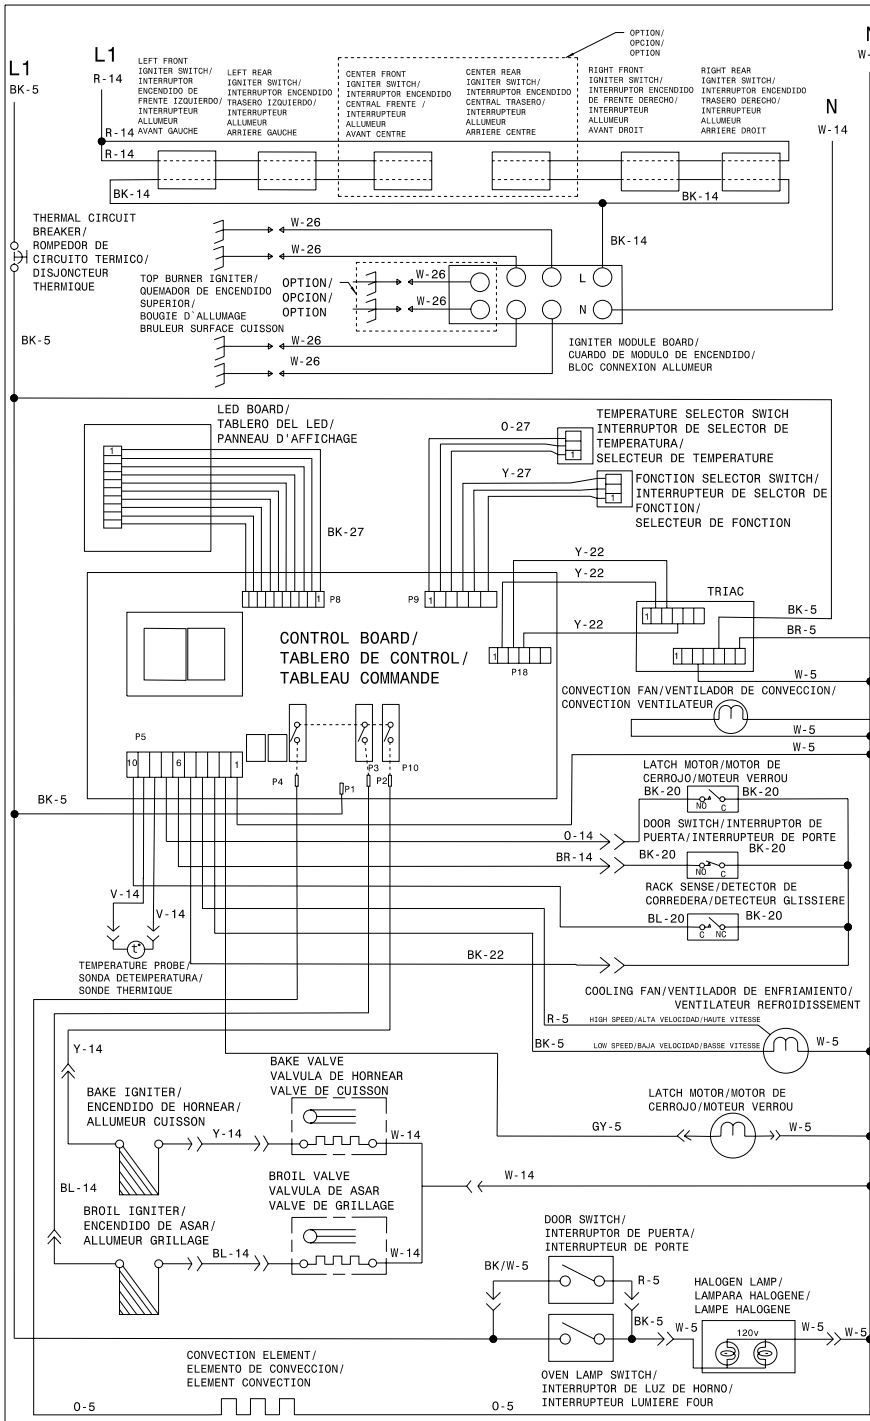 L1
BK-5
L1
R-14
LEFT FRONT
IGNITER SWITCH/
INTERRUPTOR
ENCENDIDO DE
FRENTE IZQUIERDO/
INTERRUPTEUR
ALLUMEUR
AVANT GAUCHE
LEFT REAR
IGNITER SWITCH/
INTERRUPTOR ENCENDIDO
TRASERO IZQUIERDO/
INTERRUPTEUR
ALLUMEUR
ARRIERE GAUCHE
CENTER FRONT
IGNITER SWITCH/
INTERRUPTOR ENCENDIDO
CENTRAL FRENTE /
INTERRUPTEUR
ALLUMEUR
AVANT CENTRE
CENTER REAR
IGNITER SWITCH/
INTERRUPTOR ENCENDIDO
CENTRAL TRASERO/
INTERRUPTEUR
ALLUMEUR
ARRIERE CENTRE
OPTION/
OPCION/
OPTION
RIGHT FRONT
IGNITER SWITCH/
INTERRUPTOR ENCENDIDO
DE FRENTE DERECHO/
INTERRUPTEUR
ALLUMEUR
AVANT DROIT
RIGHT REAR
IGNITER SWITCH/
INTERRUPTOR ENCENDIDO
TRASERO DERECHO/
INTERRUPTEUR
ALLUMEUR
ARRIERE DROIT
N
W-14
R-14
R-14
BK-14
BK-14
BK-14
THERMAL CIRCUIT
BREAKER/
ROMPEDOR DE
CIRCUITO TERMICO/
DISJONCTEUR
THERMIQUE
BK-5
W-26
W-26
TOP BURNER IGNITER/
QUEMADOR DE ENCENDIDO
SUPERIOR/
BOUGIE D`ALLUMAGE
BRULEUR SURFACE CUISSON
OPTION/
OPCION/
OPTION
W-26
W-26
L
N
W-26
W-26
IGNITER MODULE BOARD/
CUARDO DE MODULO DE ENCENDIDO/
BLOC CONNEXION ALLUMEUR
LED BOARD/
TABLERO DEL LED/
PANNEAU D'AFFICHAGE
1
BK-27
O-27
1
TEMPERATURE SELECTOR SWICH
INTERRUPTOR DE SELECTOR DE
TEMPERATURA/
SELECTEUR DE TEMPERATURE
Y-27
1
FONCTION SELECTOR SWITCH/
INTERRUPTEUR DE SELCTOR DE
FONCTION/
SELECTEUR DE FONCTION
Y-22
Y-22
Y-22
1
P8
P9
1
1
P18
TRIAC
1
1
BK-5
BR-5
W-5
CONTROL BOARD/
TABLERO DE CONTROL/
TABLEAU COMMANDE
CONVECTION FAN/VENTILADOR DE CONVECCION/
CONVECTION VENTILATEUR
W-5
W-5
P5
10
6
1
P4
P1
P3
P2
P10
BK-5
LATCH MOTOR/MOTOR DE
CERROJO/MOTEUR VERROU
BK-20
NO
C
BK-20
O-14
DOOR SWITCH/INTERRUPTOR DE
PUERTA/INTERRUPTEUR DE PORTE
BR-14
BK-20
NO
C
BK-20
RACK SENSE/DETECTOR DE
CORREDERA/DETECTEUR GLISSIERE
BL-20
C
NC
BK-20
V-14
V-14
t°
TEMPERATURE PROBE/
SONDA DETEMPERATURA/
SONDE THERMIQUE
BK-22
COOLING FAN/VENTILADOR DE ENFRIAMIENTO/
VENTILATEUR REFROIDISSEMENT
R-5
HIGH SPEED/ALTA VELOCIDAD/HAUTE VITESSE
BK-5
LOW SPEED/BAJA VELOCIDAD/BASSE VITESSE
W-5
Y-14
BAKE VALVE
VALVULA DE HORNEAR
VALVE DE CUISSON
BAKE IGNITER/
ENCENDIDO DE HORNEAR/
ALLUMEUR CUISSON
Y-14
W-14
LATCH MOTOR/MOTOR DE
CERROJO/MOTEUR VERROU
GY-5
W-5
W-14
BL-14
BROIL VALVE
VALVULA DE ASAR
VALVE DE GRILLAGE
BROIL IGNITER/
ENCENDIDO DE ASAR/
ALLUMEUR GRILLAGE
BL-14
W-14
DOOR SWITCH/
INTERRUPTOR DE PUERTA/
INTERRUPTEUR DE PORTE
BK/W-5
R-5
BK-5
HALOGEN LAMP/
LAMPARA HALOGENE/
LAMPE HALOGENE
W-5
120v
W-5
W-5
OVEN LAMP SWITCH/
INTERRUPTOR DE LUZ DE HORNO/
INTERRUPTEUR LUMIERE FOUR
CONVECTION ELEMENT/
ELEMENTO DE CONVECCION/
ELEMENT CONVECTION
O-5
O-5